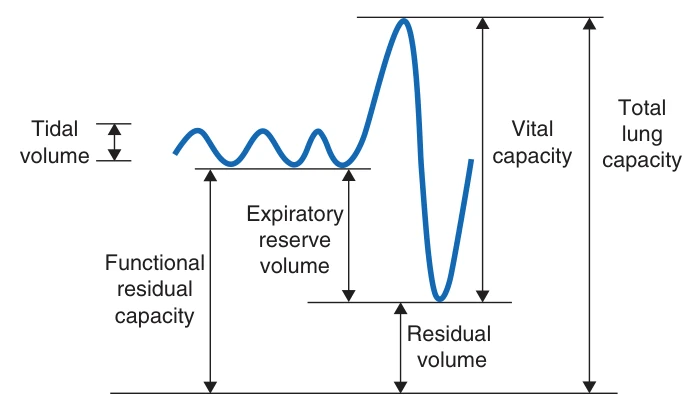 Tidal
volume
Functional
residual
capacity
Expiratory
reserve
volume
Residual
volume
Vital
capacity
Total
lung
capacity